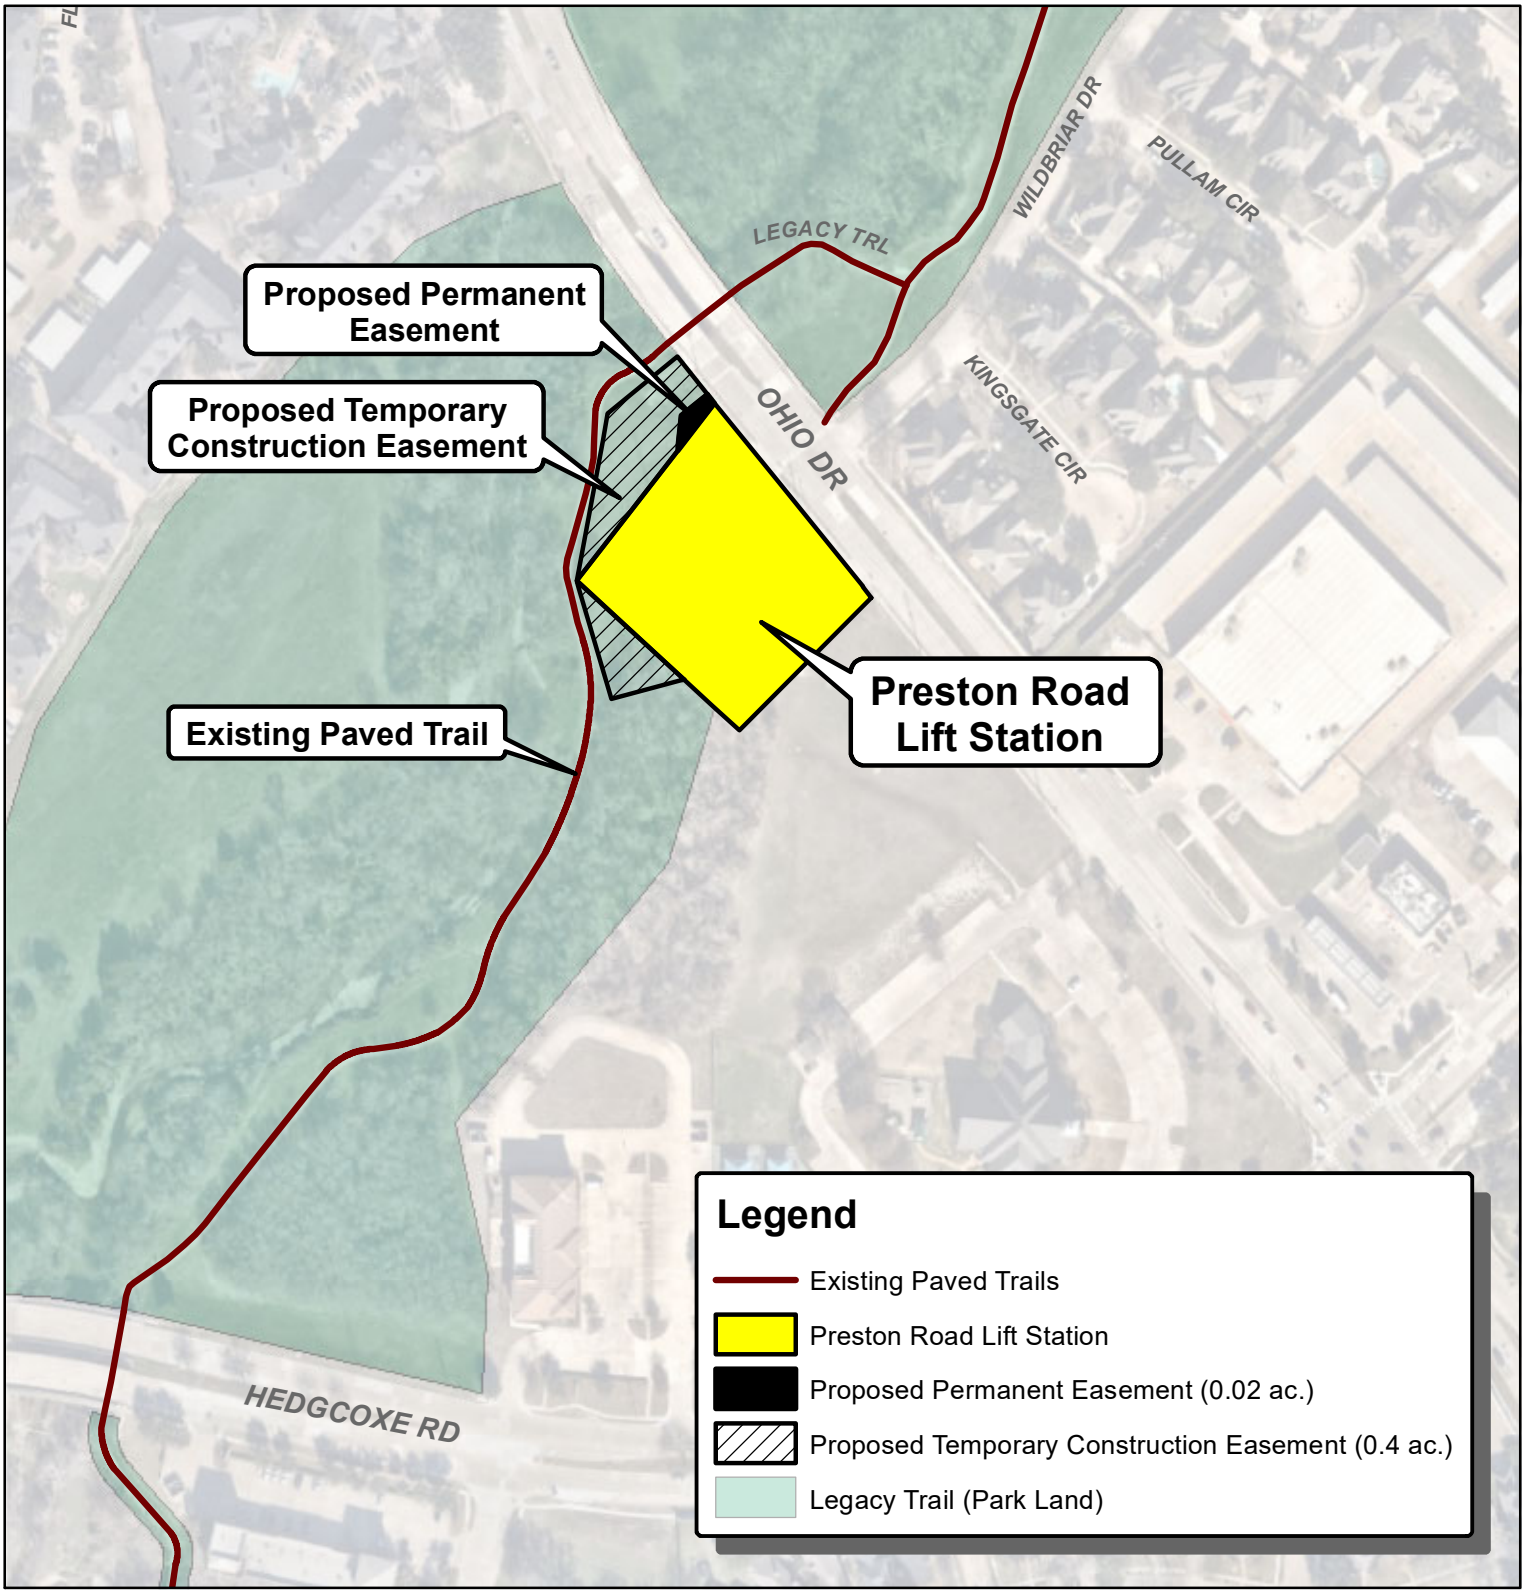 FL
LEGACY TRL
WILDBRIAR DR
PULLAM CIR
Proposed Permanent
Easement
Proposed Temporary
Construction Easement
OHIO DR
KINGSGATE CIR
Preston Road
Lift Station
Existing Paved Trail
HEDGCOXE RD
Legend
Existing Paved Trails
Preston Road Lift Station
Proposed Permanent Easement (0.02 ac.)
Proposed Temporary Construction Easement (0.4 ac.)
Legacy Trail (Park Land)